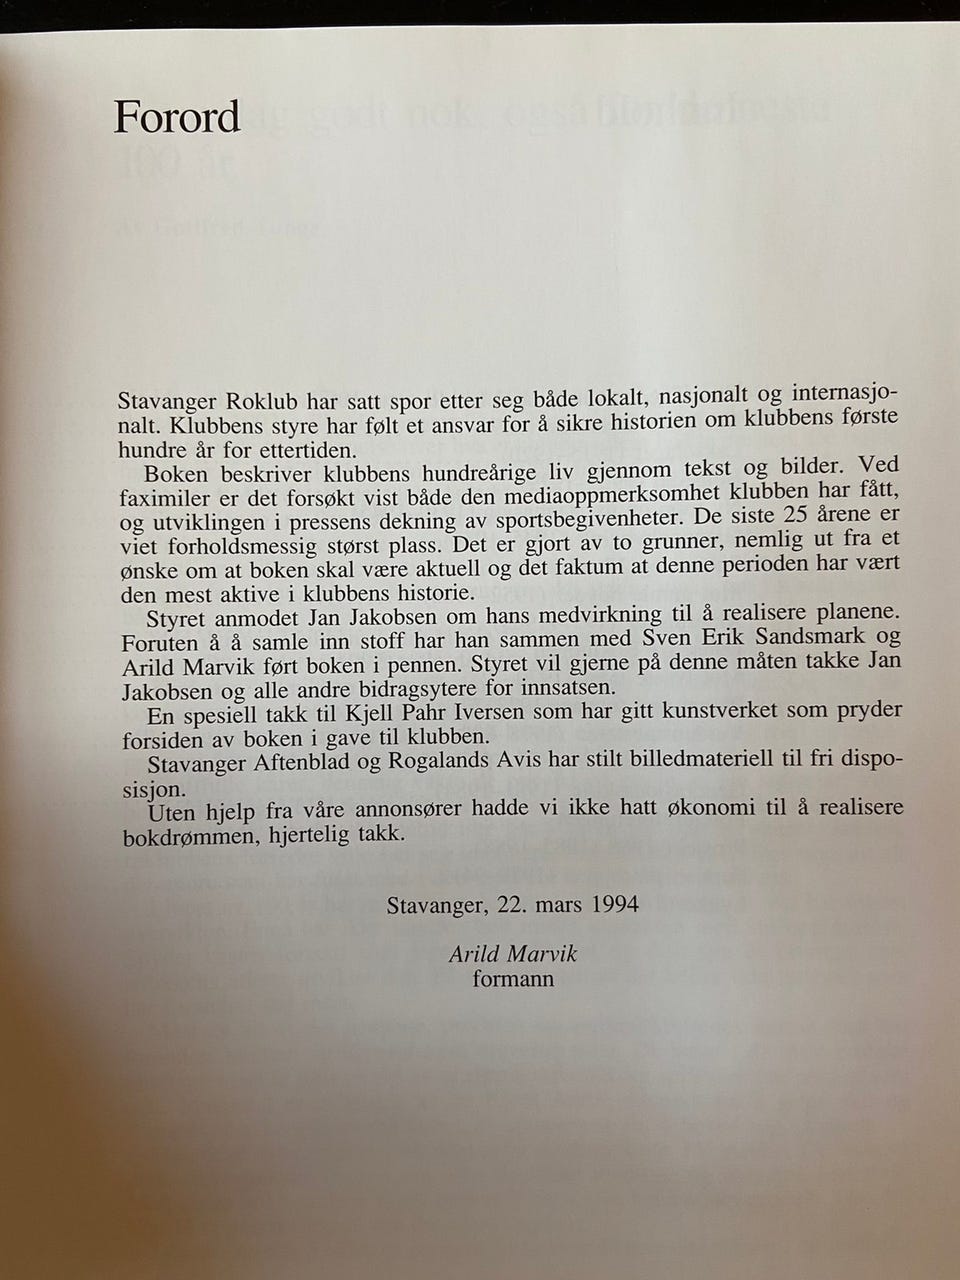 Forord
Stavanger Roklub har satt spor etter seg både lokalt, nasjonalt og internasjo-
nalt. Klubbens styre har følt et ansvar for å sikre historien om klubbens første
hundre år for ettertiden.
Boken beskriver klubbens hundreårige liv gjennom tekst og bilder. Ved
faximiler er det forsøkt vist både den mediaoppmerksomhet klubben har fått,
og utviklingen i pressens dekning av sportsbegivenheter. De siste 25 årene er
viet forholdsmessig størst plass. Det er gjort av to grunner, nemlig ut fra et
ønske om at boken skal være aktuell og det faktum at denne perioden har vært
den mest aktive i klubbens historie.
Styret anmodet Jan Jakobsen om hans medvirkning til å realisere planene.
Foruten å å samle inn stoff har han sammen med Sven Erik Sandsmark og
Arild Marvik ført boken i pennen. Styret vil gjerne på denne måten takke Jan
Jakobsen og alle andre bidragsytere for innsatsen.
En spesiell takk til Kjell Pahr Iversen som har gitt kunstverket som pryder
forsiden av boken i gave til klubben.
Stavanger Aftenblad og Rogalands Avis har stilt billedmateriell til fri dispo-
sisjon.
Uten hjelp fra våre annonsører hadde vi ikke hatt økonomi til å realisere
bokdrømmen, hjertelig takk.
Stavanger, 22. mars 1994
Arild Marvik
formann